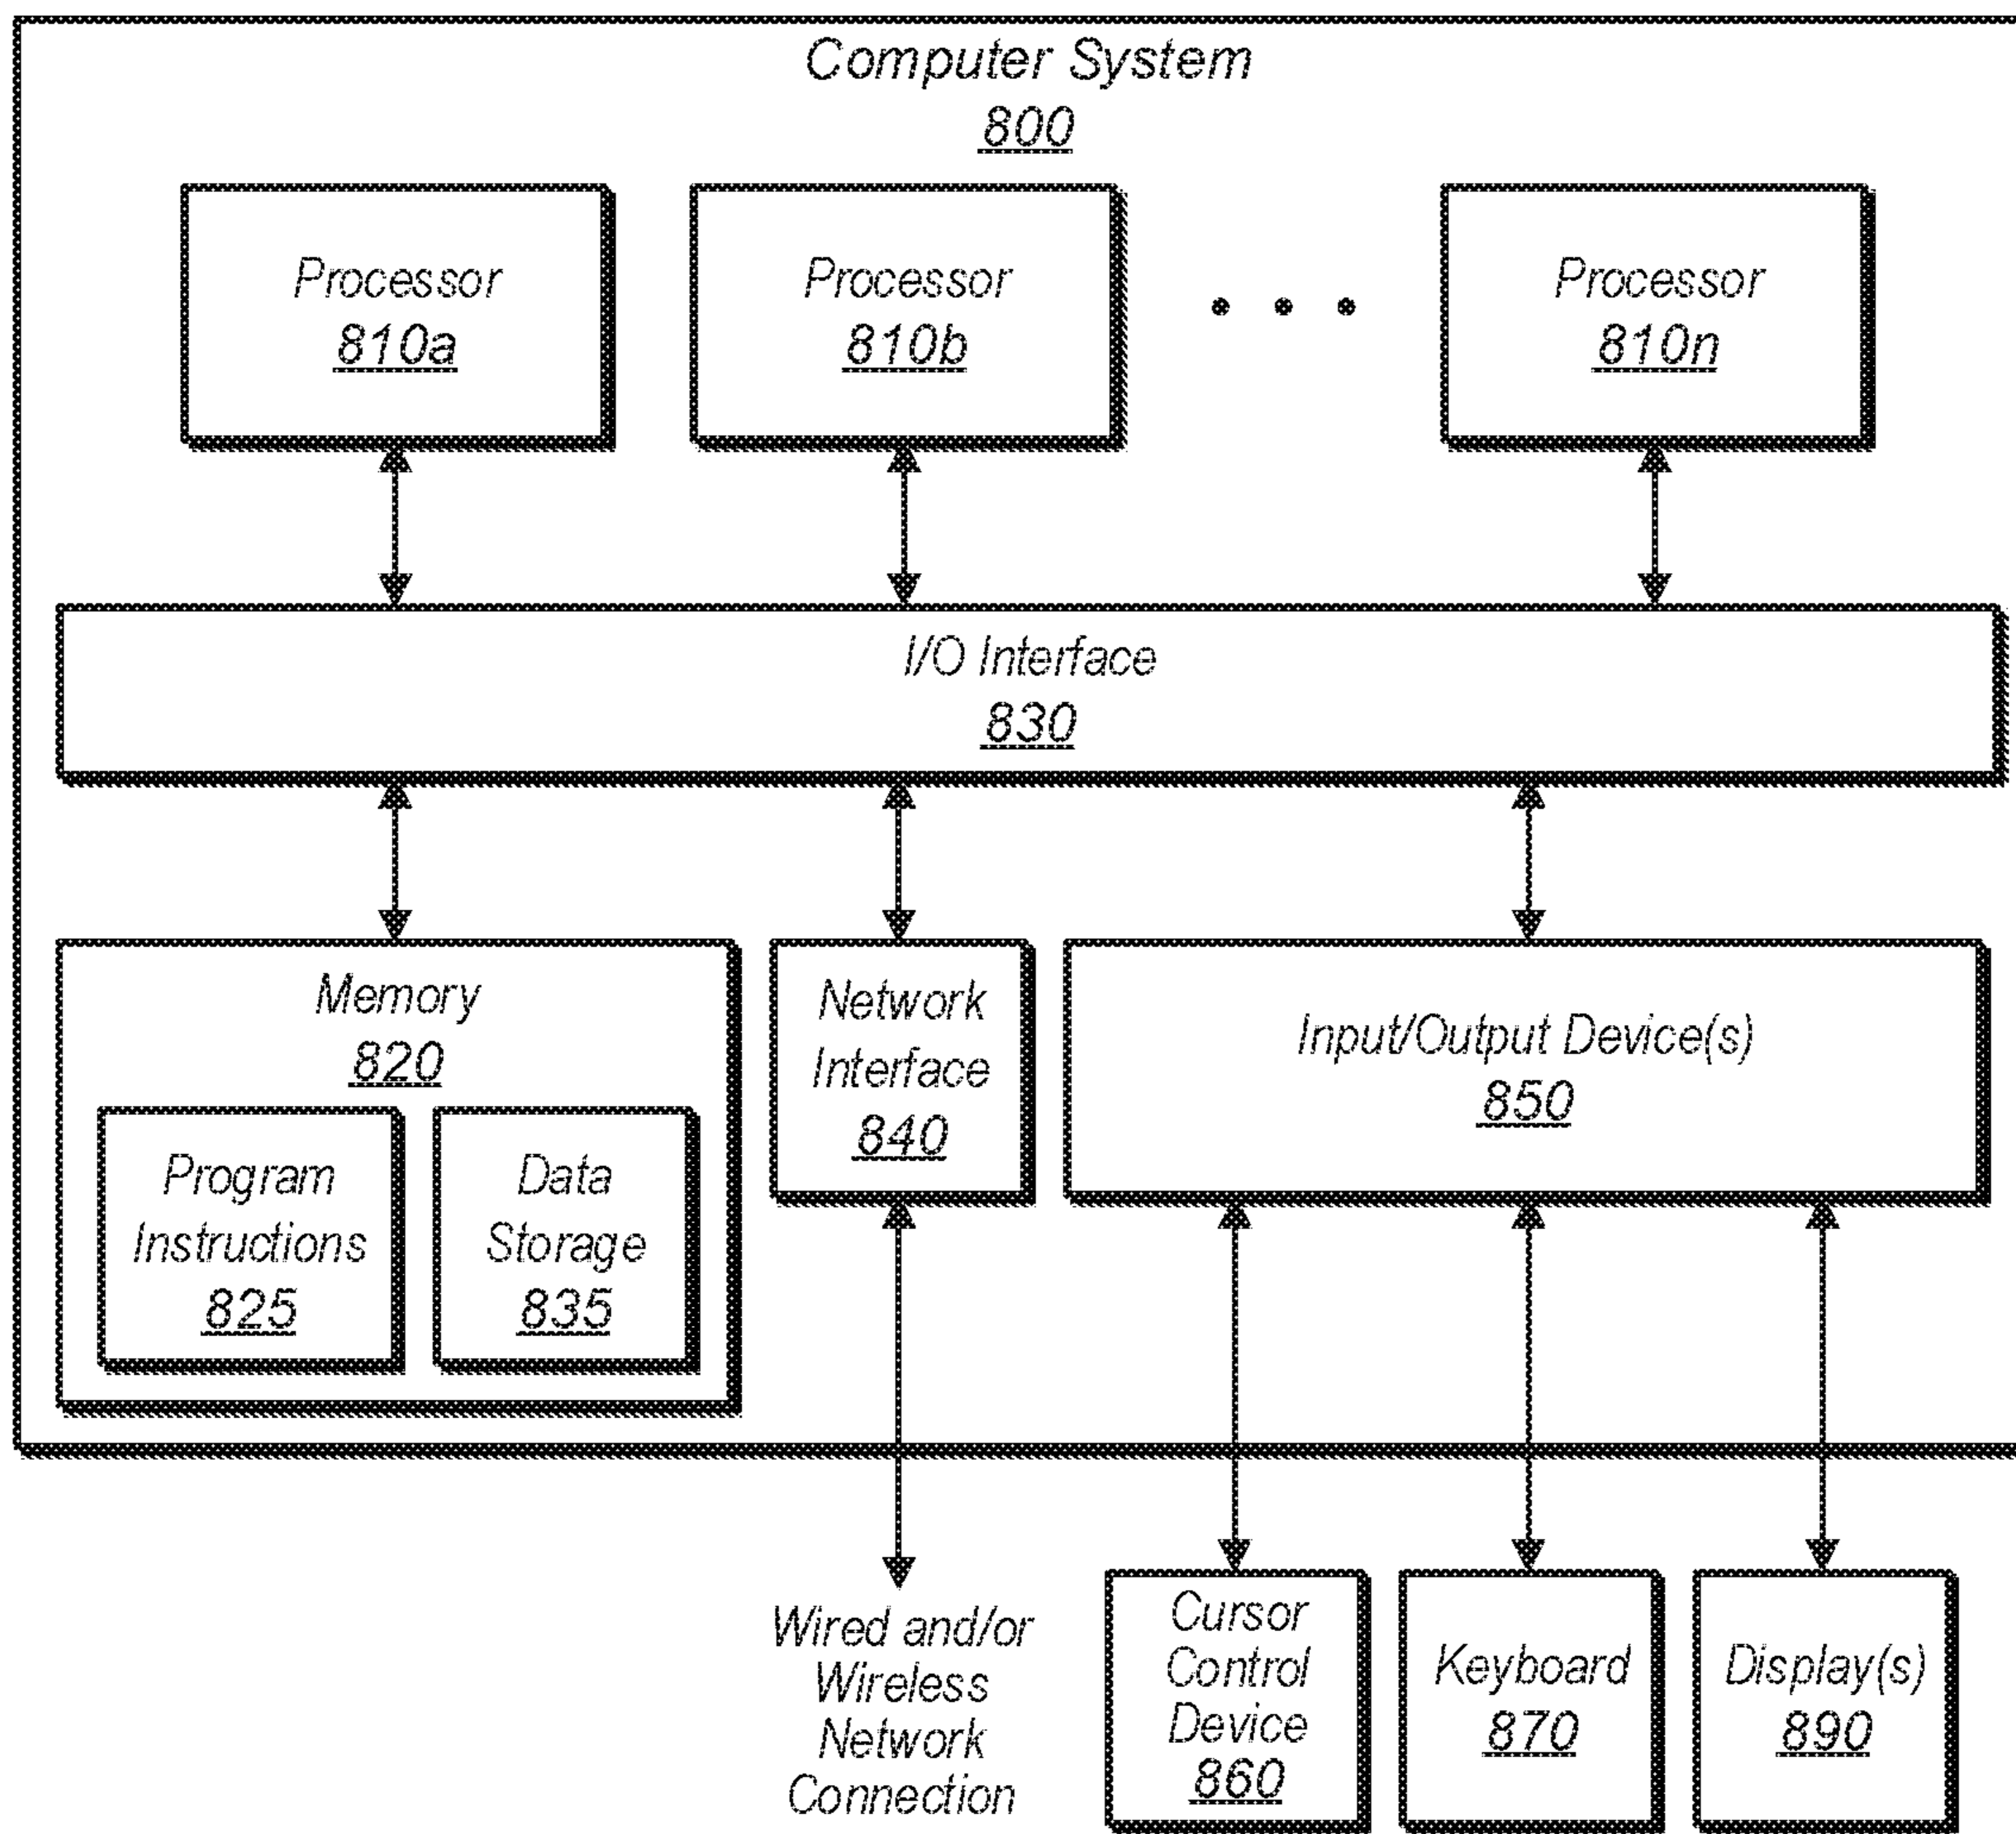 Computer System
800
Processor
810a
Processor
810b
Processor
810n
I/O Interface
830
Memory
820
Program
Instructions
825
Data
Storage
835
Network
Interface
840
Input/Output Device(s)
850
Wired and/or
Wireless
Network
Connection
Cursor
Control
Device
860
Keyboard
870
Display(s)
890